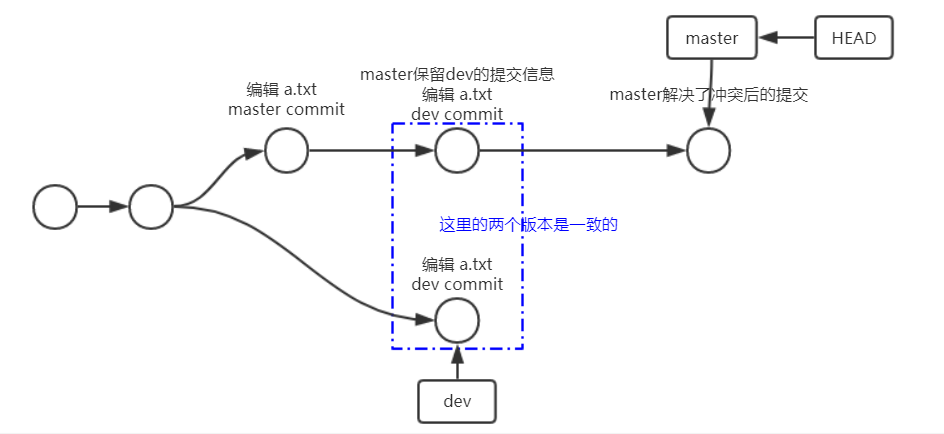 master
HEAD
master保留dev的提交信息
编辑 a.txt
master commit
编辑 a.txt
dev commit
master解决了冲突后的提交
这里的两个版本是一致的
编辑 a.txt
dev commit
dev